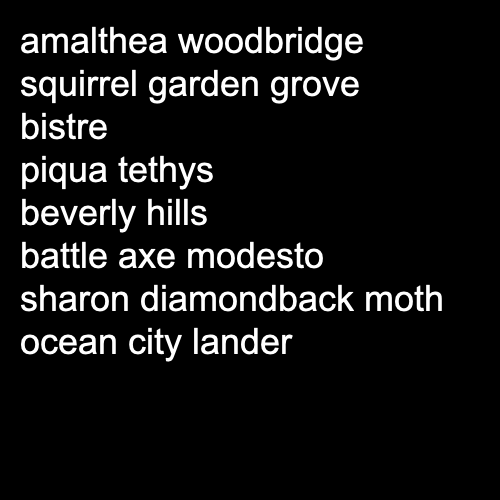 amalthea woodbridge
squirrel garden grove
bistre
piqua tethys
beverly hills
battle axe modesto
sharon diamondback moth
ocean city lander